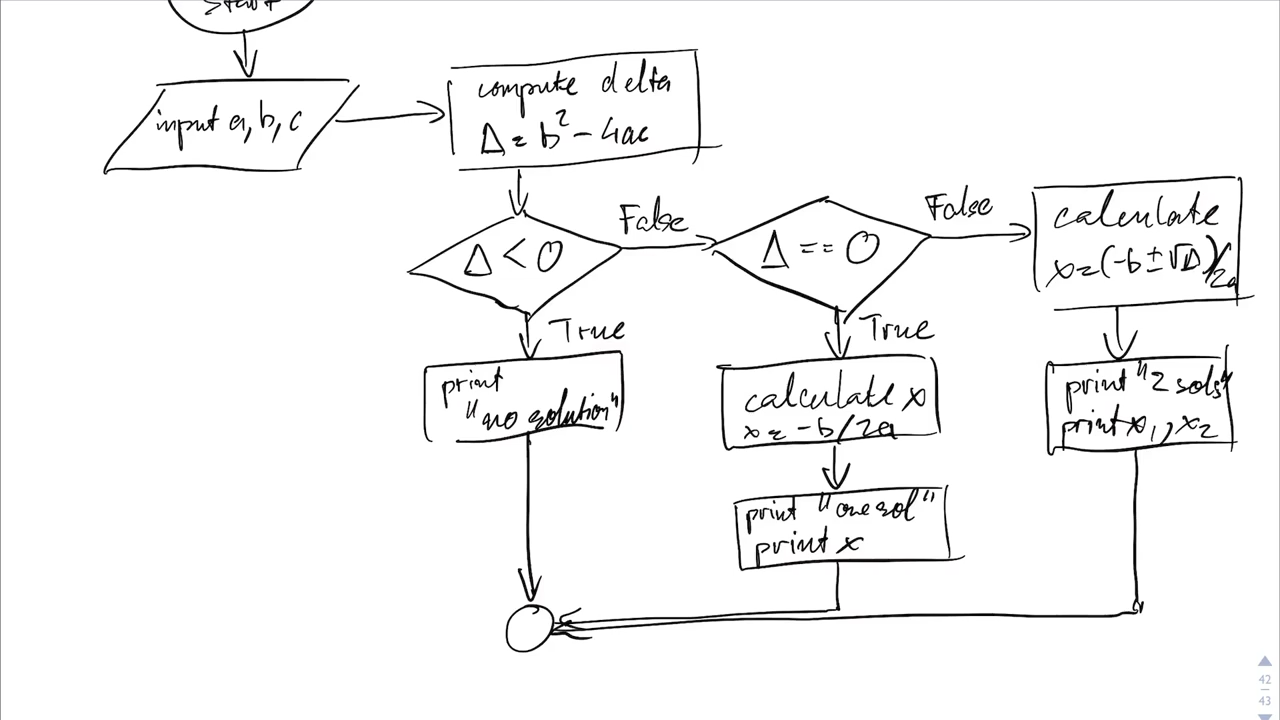 start
input a, b, c
compute delta
Δ = b² - 4ac
Δ < 0
False
True
print
"no solution"
Δ == 0
False
True
calculate x
x = -b/2a
print "one sol"
print x
calculate
x = (-b ± √Δ)/2a
print "2 sols"
print x₁, x₂
42
43